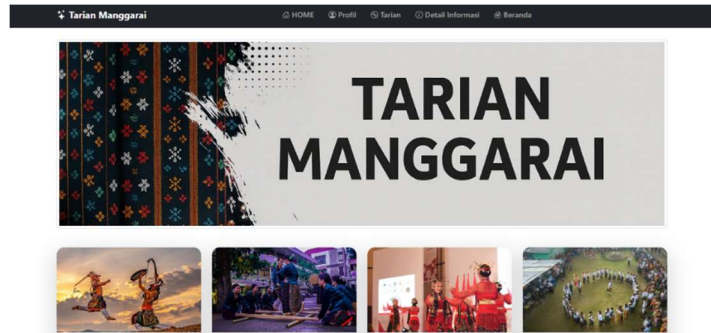 Tarian Manggarai
HOME Profil Tarian Detail Informasi Beranda
TARIAN
MANGGARAI